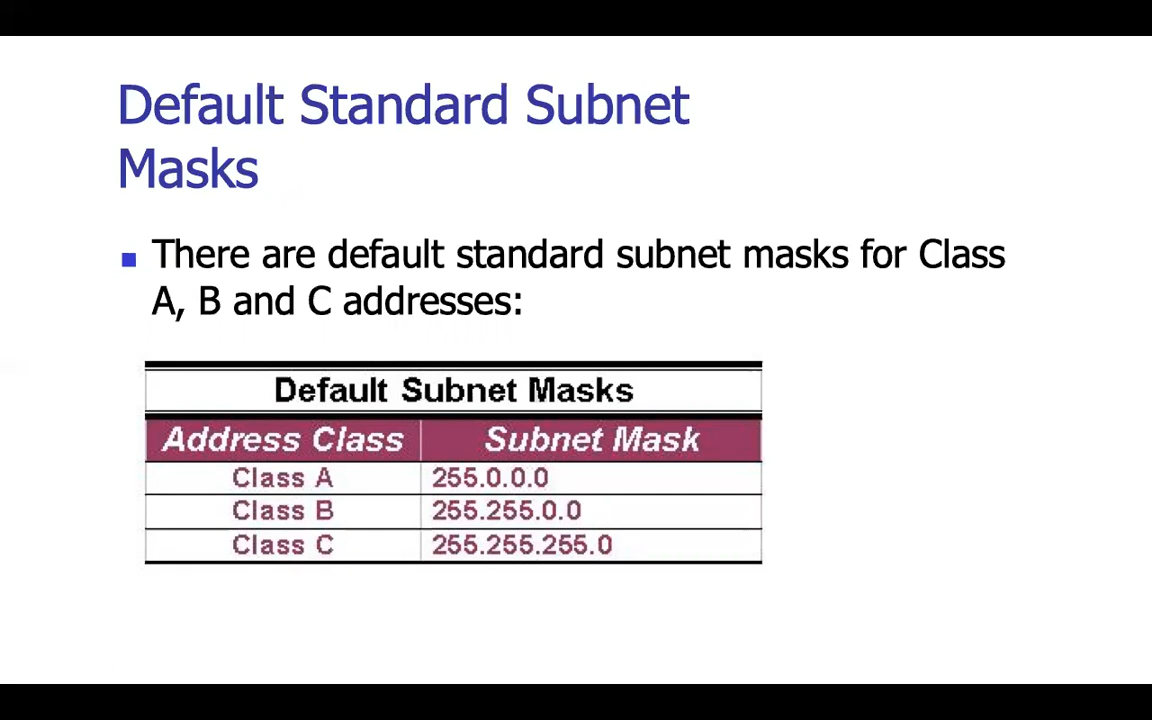 Default Standard Subnet
Masks
There are default standard subnet masks for Class
A, B and C addresses:
Default Subnet Masks
Address Class Subnet Mask
Class A 255.0.0.0
Class B 255.255.0.0
Class C 255.255.255.0